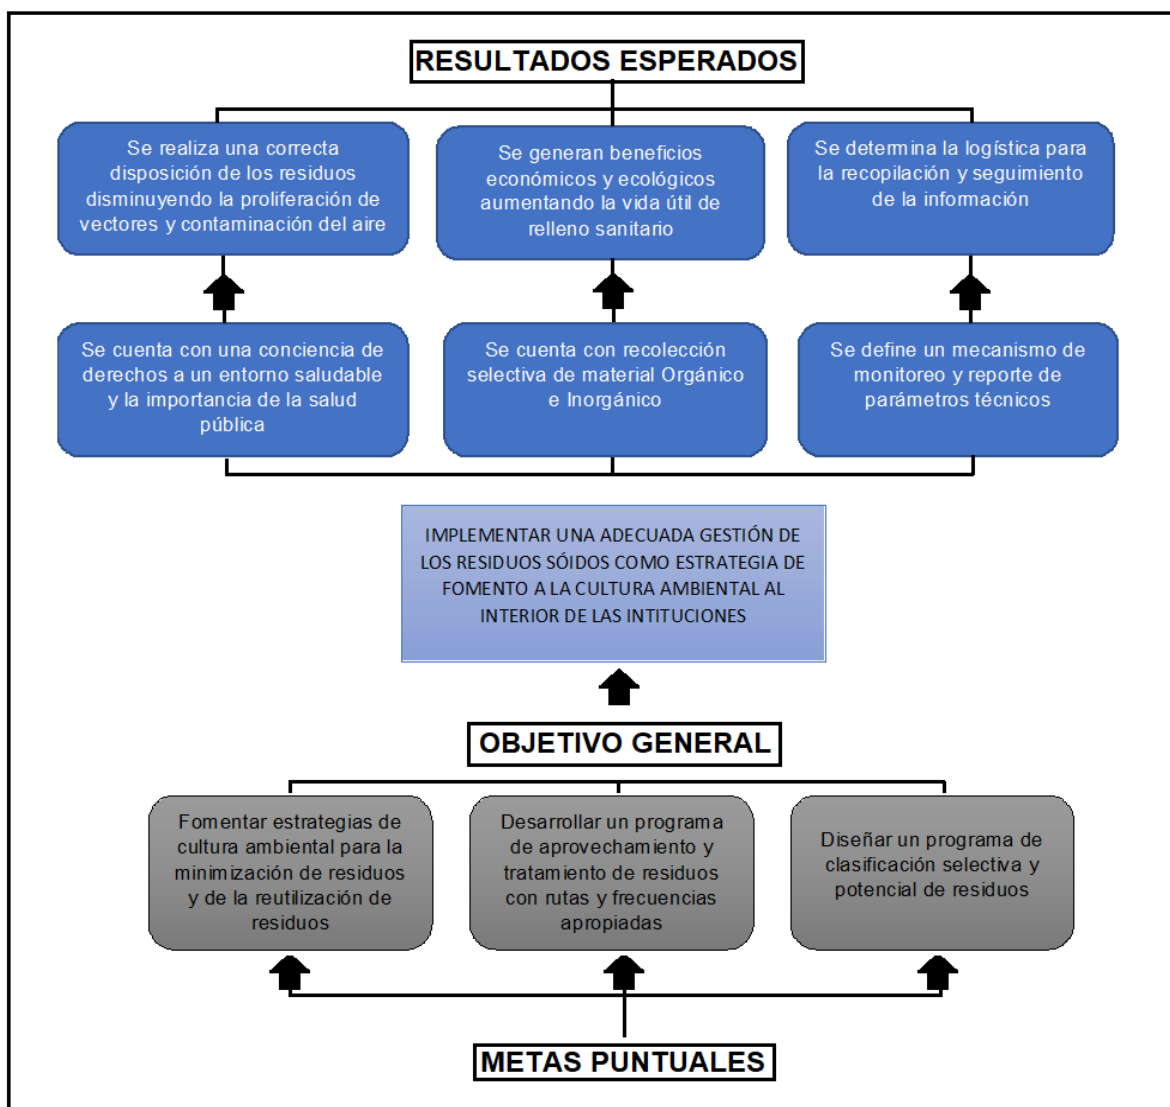 RESULTADOS ESPERADOS
Se realiza una correcta
disposición de los residuos
disminuyendo la proliferación de
vectores y contaminación del aire
Se generan beneficios
económicos y ecológicos
aumentando la vida útil de
relleno sanitario
Se determina la logística para
la recopilación y seguimiento
de la información
Se cuenta con una conciencia de
derechos a un entorno saludable
y la importancia de la salud
pública
Se cuenta con recolección
selectiva de material Orgánico
e Inorgánico
Se define un mecanismo de
monitoreo y reporte de
parámetros técnicos
IMPLEMENTAR UNA ADECUADA GESTIÓN DE
LOS RESIDUOS SÓIDOS COMO ESTRATEGIA DE
FOMENTO A LA CULTURA AMBIENTAL AL
INTERIOR DE LAS INTITUCIONES
OBJETIVO GENERAL
Fomentar estrategias de
cultura ambiental para la
minimización de residuos
y de la reutilización de
residuos
Desarrollar un programa
de aprovechamiento y
tratamiento de residuos
con rutas y frecuencias
apropiadas
Diseñar un programa de
clasificación selectiva y
potencial de residuos
METAS PUNTUALES